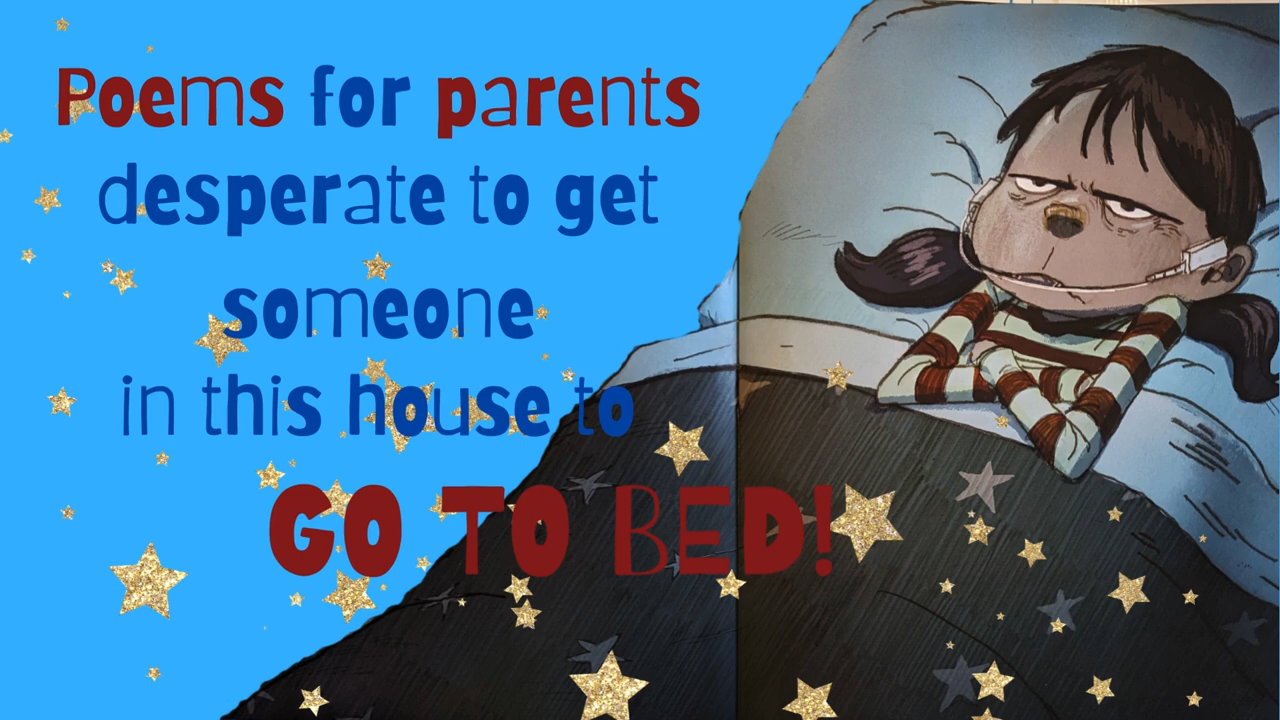 Poems for parents
desperate to get
someone
in this house to
GO TO BED!